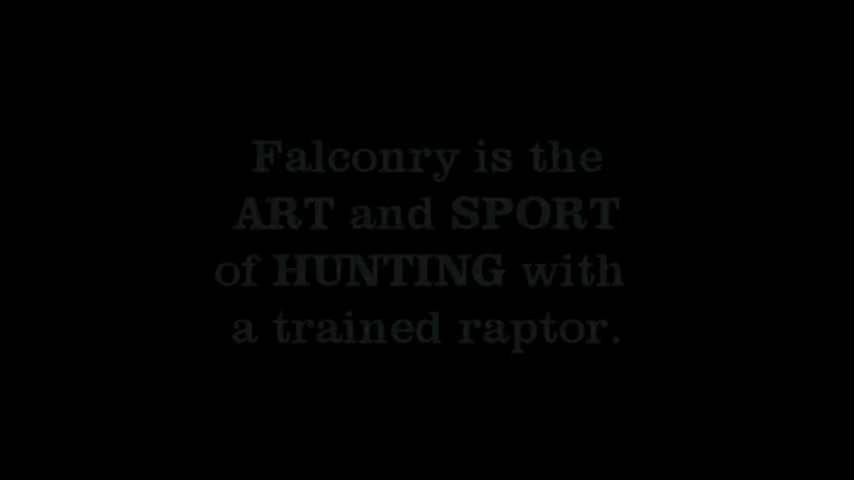 Falconry is the
ART and SPORT
of HUNTING with
a trained raptor.